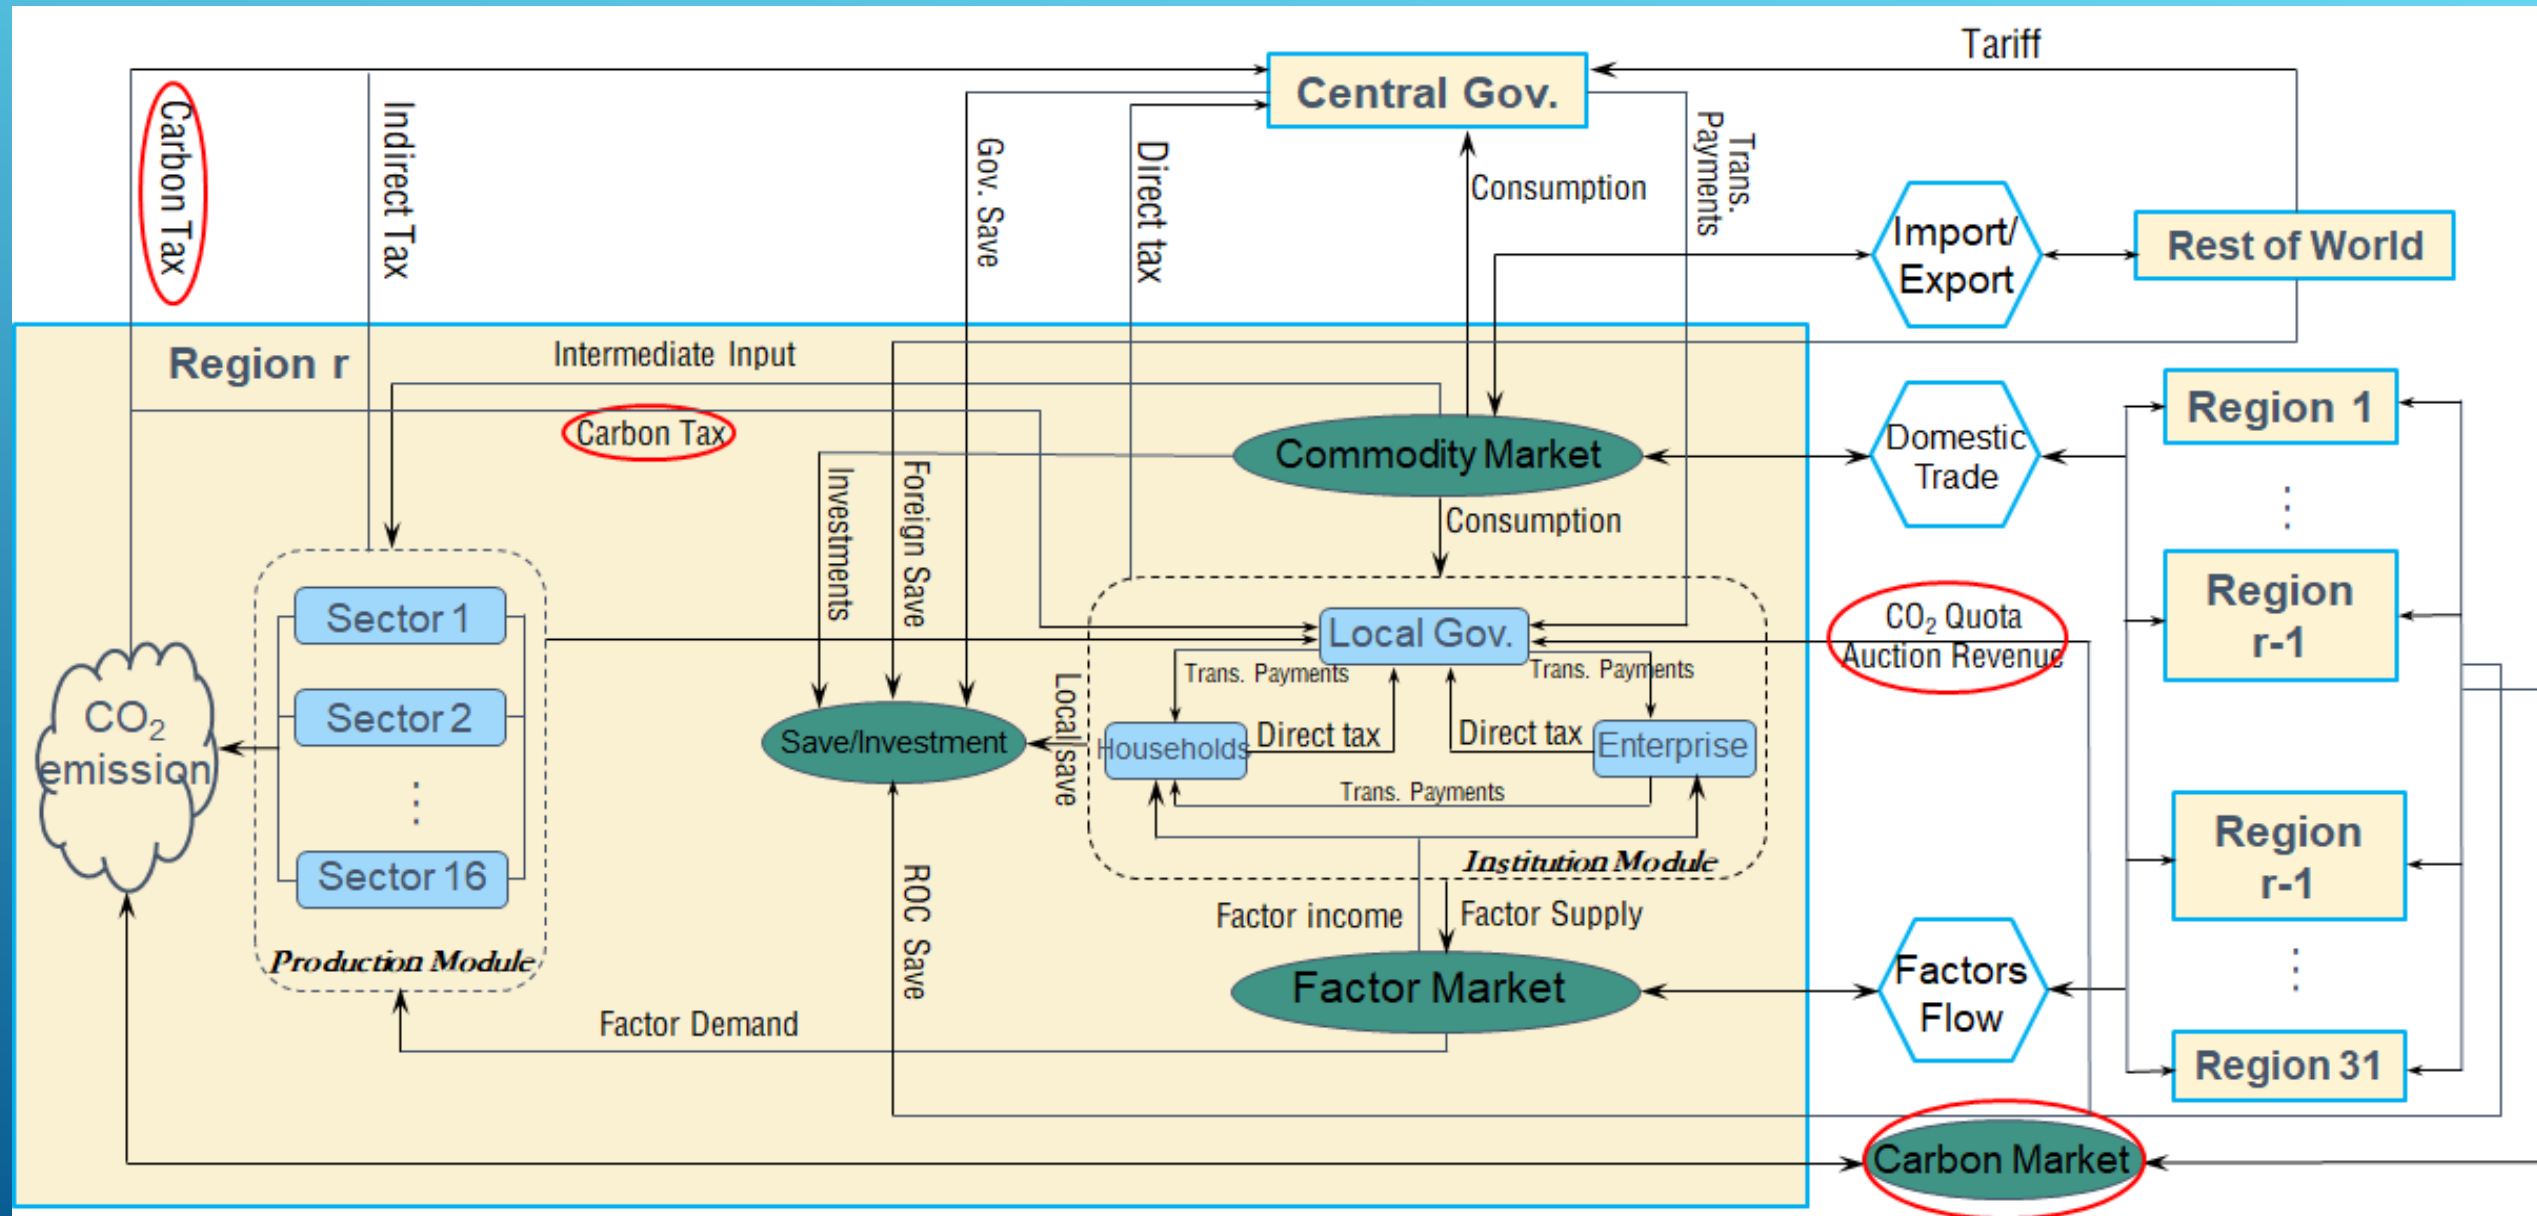 Tariff
Central Gov.
Carbon Tax
Indirect Tax
Gov. Save
Direct tax
Trans.
Payments
Consumption
Import/
Export
Rest of World
Region r
Intermediate Input
Carbon Tax
Commodity Market
Domestic
Trade
Region 1
⋮
Investments
Foreign Save
Consumption
Sector 1
Local Gov.
CO₂ Quota
Auction Revenue
Region
r-1
Trans. Payments
Trans. Payments
CO₂
emission
Sector 2
⋮
Save/Investment
Local save
Households
Direct tax
Direct tax
Enterprise
Trans. Payments
Region
r-1
⋮
Sector 16
Institution Module
ROC Save
Factor income
Factor Supply
Production Module
Factor Market
Factors
Flow
Factor Demand
Region 31
Carbon Market